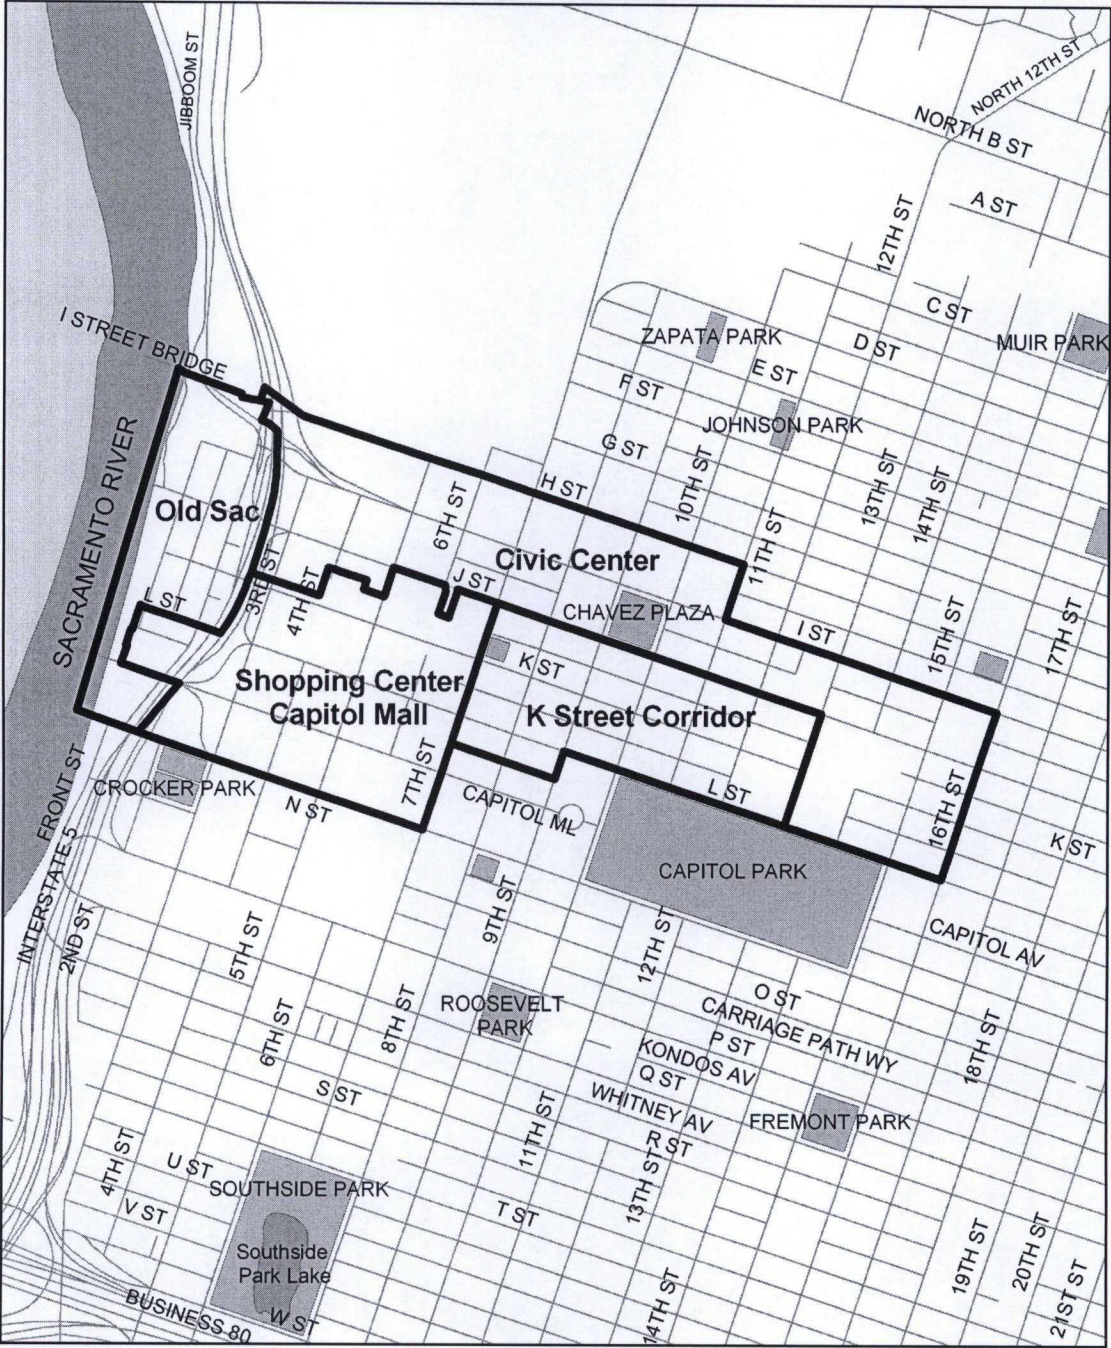 JIBBOOM ST
NORTH 12TH ST
NORTH B ST
A ST
12TH ST
C ST
I STREET BRIDGE
ZAPATA PARK
D ST
MUIR PARK
E ST
F ST
SACRAMENTO RIVER
JOHNSON PARK
G ST
10TH ST
13TH ST
14TH ST
H ST
Old Sac
6TH ST
11TH ST
Civic Center
3RD ST
4TH ST
J ST
L ST
CHAVEZ PLAZA
I ST
15TH ST
17TH ST
K ST
Shopping Center
Capitol Mall
K Street Corridor
7TH ST
FRONT ST
CROCKER PARK
N ST
CAPITOL ML
L ST
16TH ST
K ST
INTERSTATE 5
CAPITOL PARK
2ND ST
5TH ST
9TH ST
12TH ST
CAPITOL AV
6TH ST
8TH ST
ROOSEVELT
PARK
O ST
CARRIAGE PATH WY
P ST
KONDOS AV
Q ST
18TH ST
S ST
WHITNEY AV
FREMONT PARK
R ST
11TH ST
4TH ST
U ST
SOUTHSIDE PARK
13TH ST
V ST
T ST
Southside
Park Lake
19TH ST
20TH ST
21ST ST
14TH ST
BUSINESS 80
W ST